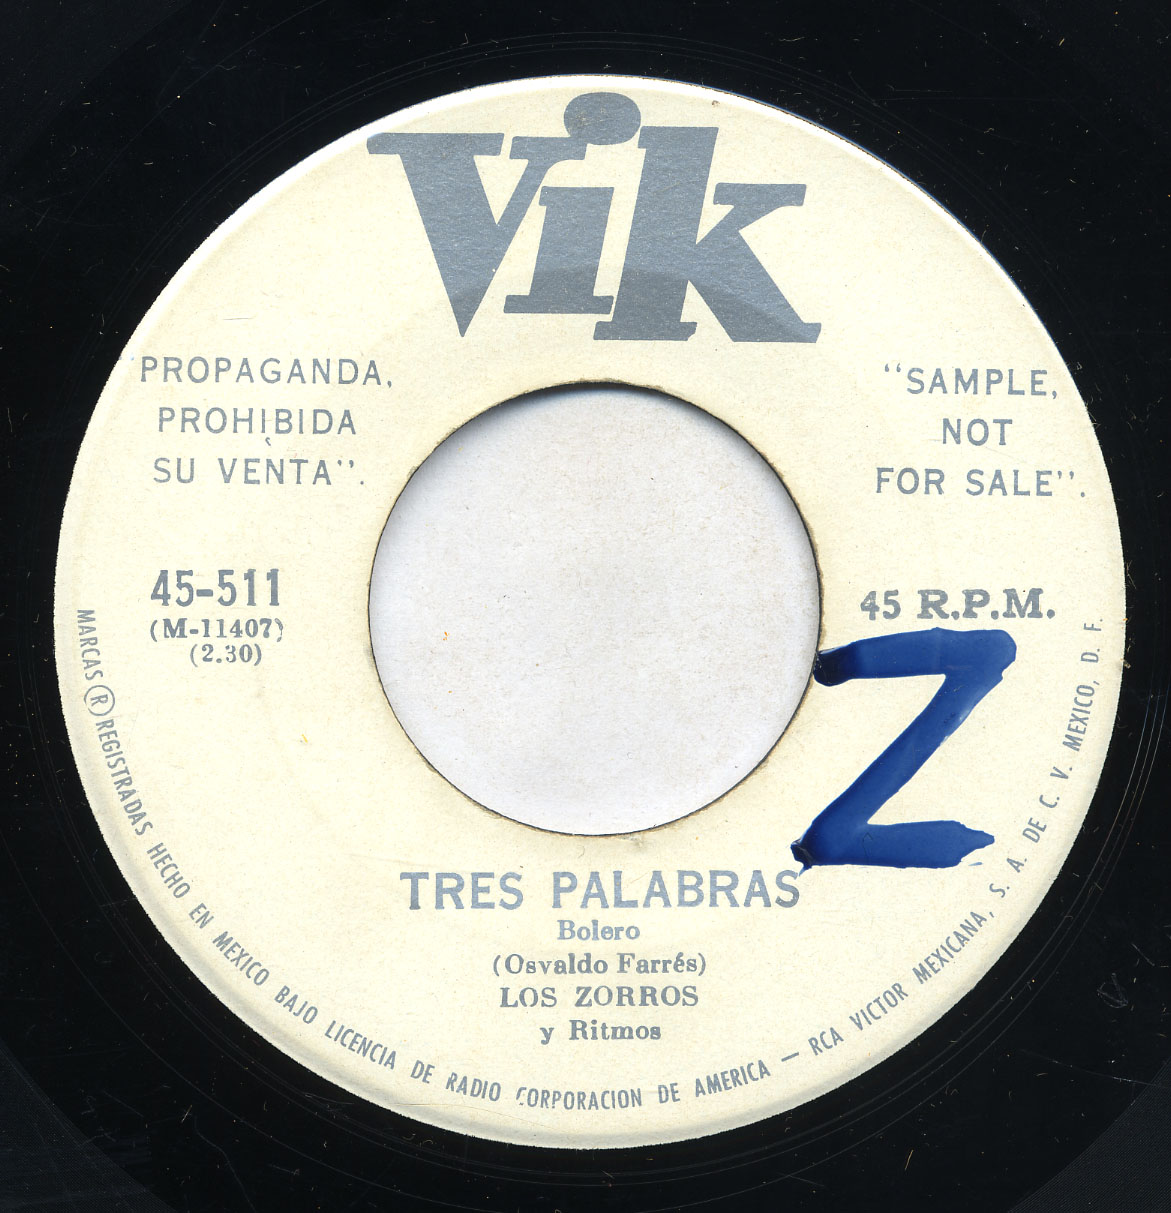 Vik
PROPAGANDA,
PROHIBIDA
SU VENTA".
"SAMPLE,
NOT
FOR SALE".
45-511
(M-11407)
(2.30)
45 R.P.M.
Z
TRES PALABRAS
Bolero
(Osvaldo Farrés)
LOS ZORROS
y Ritmos
MARCAS ® REGISTRADAS HECHO EN MEXICO BAJO LICENCIA DE RADIO CORPORACION DE AMERICA — RCA VICTOR MEXICANA, S. A. DE C. V. MEXICO, D. F.